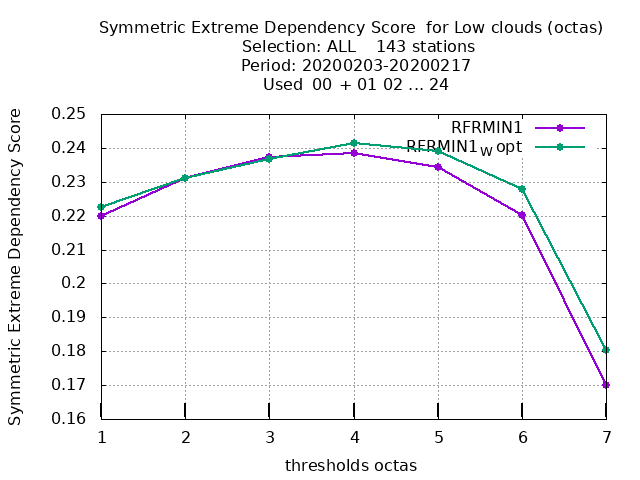 Symmetric Extreme Dependency Score for Low clouds (octas)
Selection: ALL 143 stations
Period: 20200203-20200217
Used 00 + 01 02 ... 24
Symmetric Extreme Dependency Score
0.25
0.24
0.23
0.22
0.21
0.2
0.19
0.18
0.17
0.16
RFRMIN1
RFRMIN1w opt
1 2 3 4 5 6 7
thresholds octas